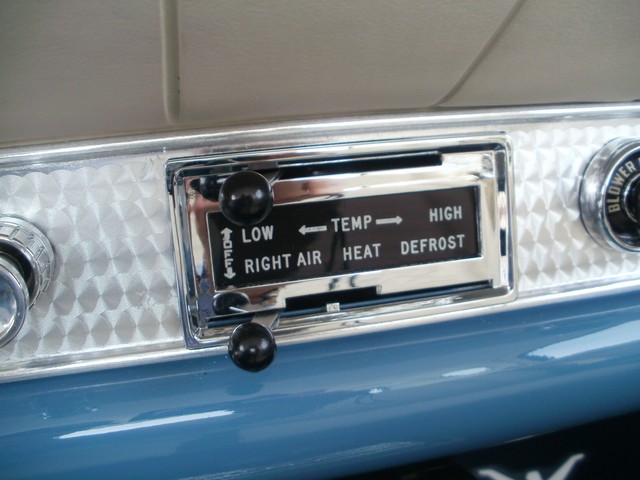 OFF
LOW ← TEMP → HIGH
RIGHT AIR HEAT DEFROST
BLOWER